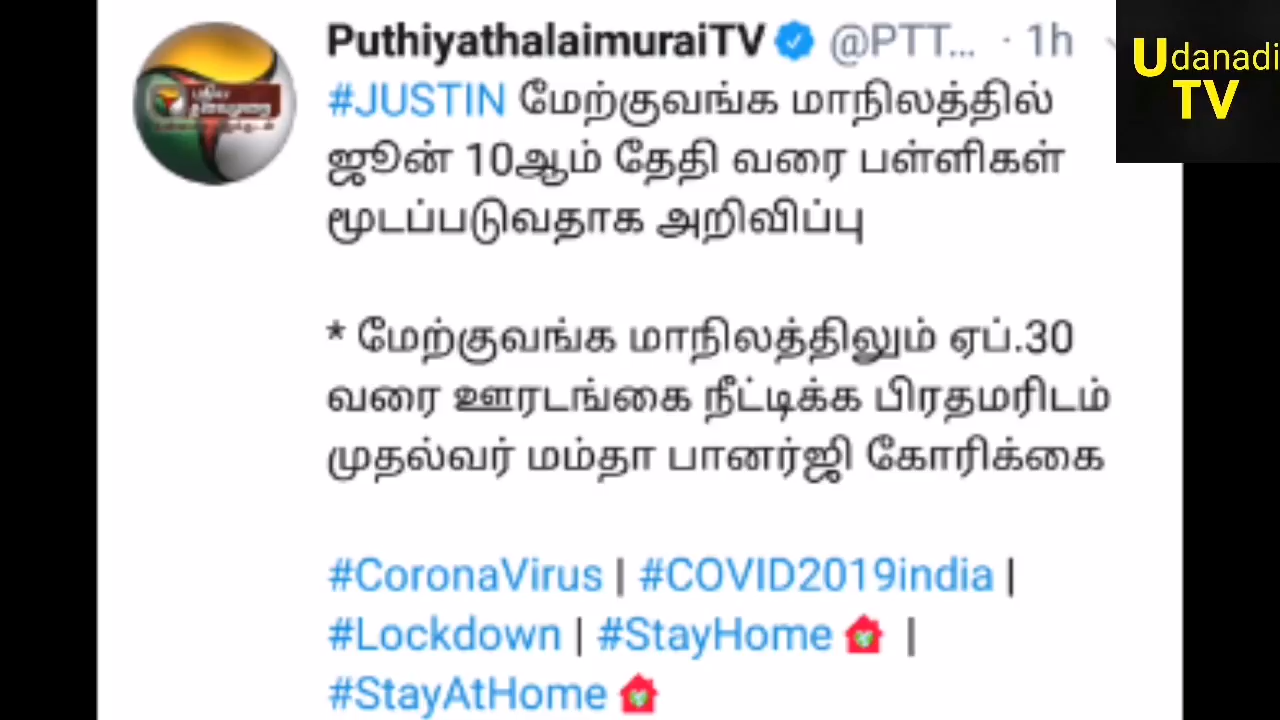 PuthiyathalaimuraiTV @PTT... · 1h
Udanadi
TV
#JUSTIN மேற்குவங்க மாநிலத்தில்
ஜூன் 10ஆம் தேதி வரை பள்ளிகள்
மூடப்படுவதாக அறிவிப்பு
* மேற்குவங்க மாநிலத்திலும் ஏப்.30
வரை ஊரடங்கை நீட்டிக்க பிரதமரிடம்
முதல்வர் மம்தா பானர்ஜி கோரிக்கை
#CoronaVirus | #COVID2019india |
#Lockdown | #StayHome |
#StayAtHome
புதிய
தலைமுறை